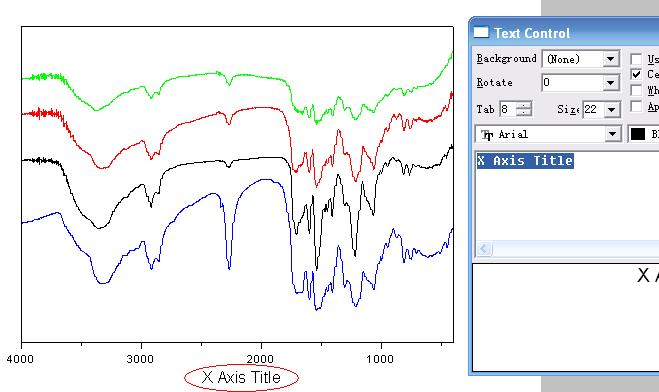 4000 3000 2000 1000
X Axis Title
Text Control
Background (None)
Rotate 0
Tab 8 Size 22
Arial
X Axis Title
X